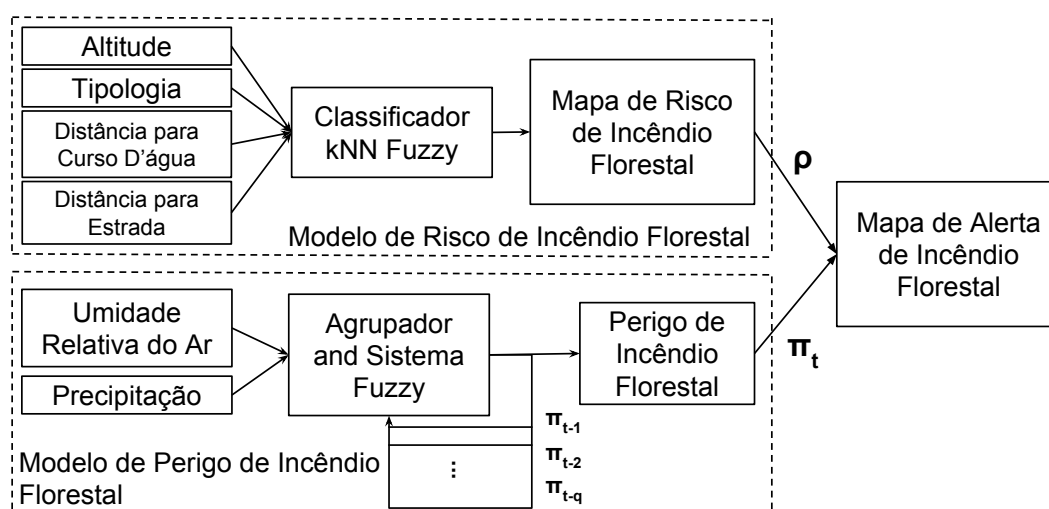 Altitude
Tipologia
Distância para
Curso D'água
Distância para
Estrada
Classificador
kNN Fuzzy
Mapa de Risco
de Incêndio
Florestal
Modelo de Risco de Incêndio Florestal
ρ
Mapa de Alerta
de Incêndio
Florestal
Umidade
Relativa do Ar
Precipitação
Agrupador
and Sistema
Fuzzy
Perigo de
Incêndio
Florestal
πt
πt-1
πt-2
⋮
πt-q
Modelo de Perigo de Incêndio
Florestal